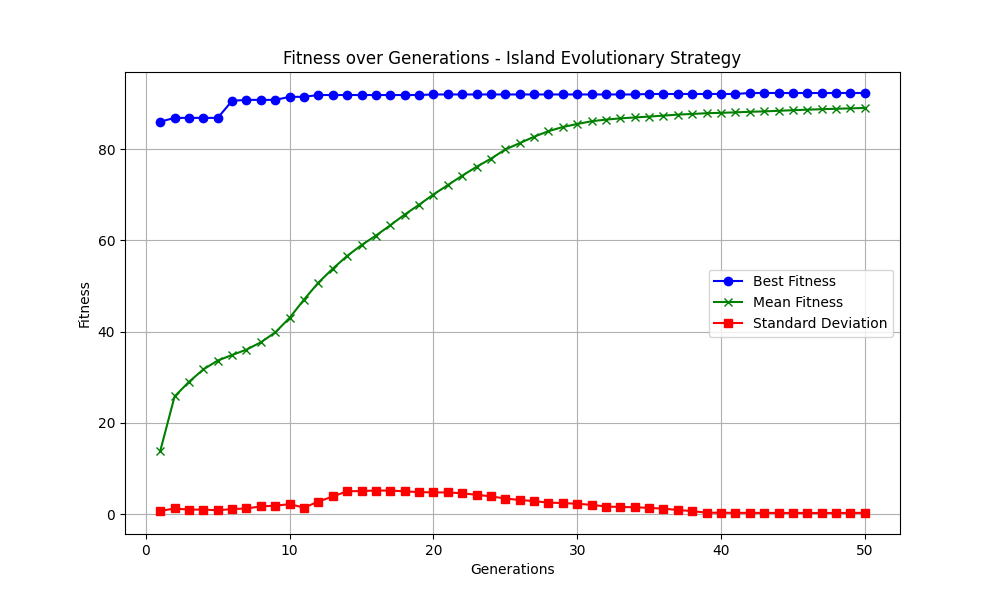 Fitness over Generations - Island Evolutionary Strategy
Fitness
80
60
40
20
0
Best Fitness
Mean Fitness
Standard Deviation
0 10 20 30 40 50
Generations